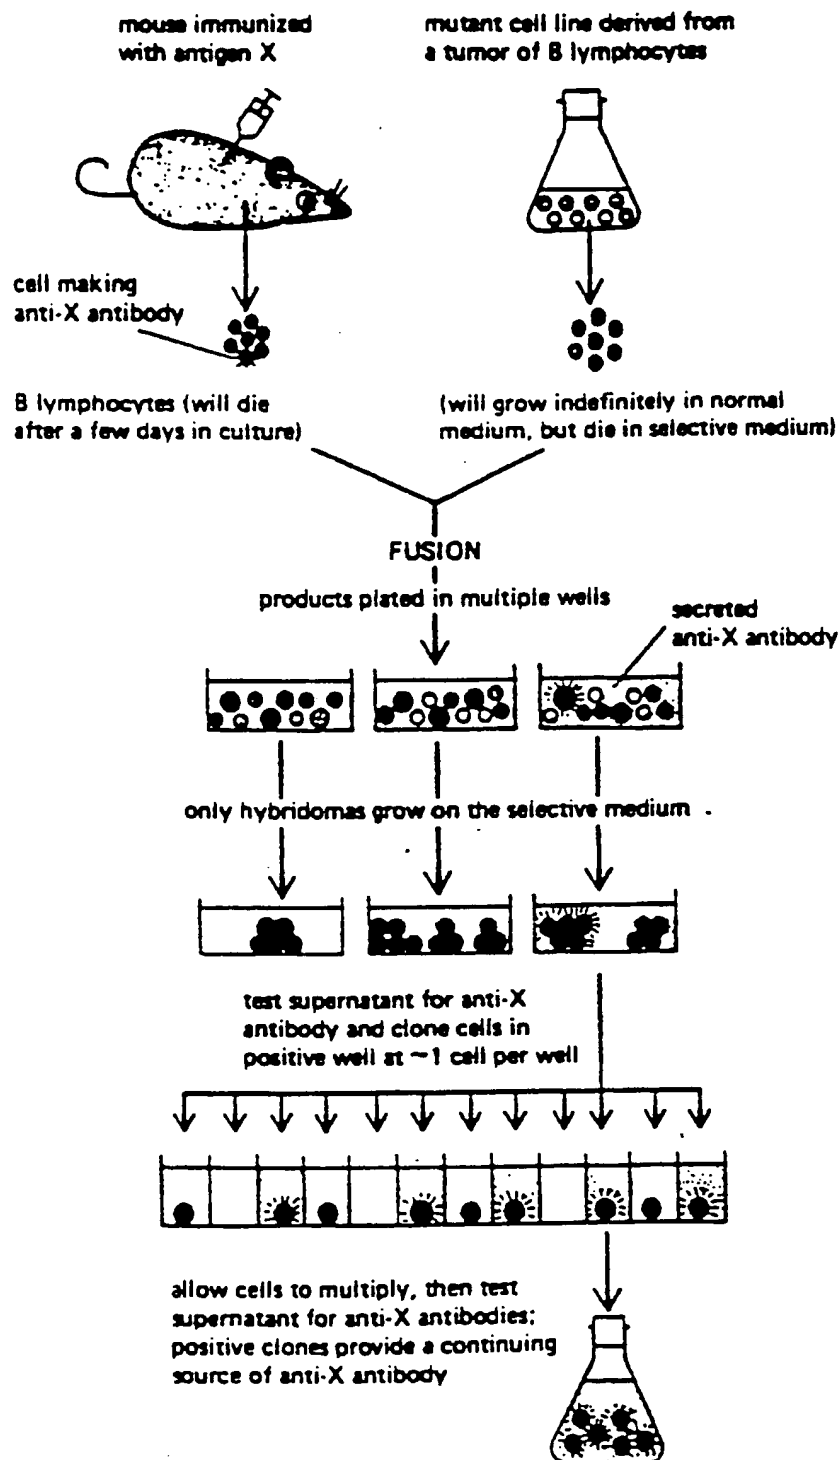 mouse immunized
with antigen X
mutant cell line derived from
a tumor of B lymphocytes
cell making
anti-X antibody
B lymphocytes (will die
after a few days in culture)
(will grow indefinitely in normal
medium, but die in selective medium)
FUSION
products plated in multiple wells
secreted
anti-X antibody
only hybridomas grow on the selective medium
test supernatant for anti-X
antibody and clone cells in
positive well at ~1 cell per well
allow cells to multiply, then test
supernatant for anti-X antibodies;
positive clones provide a continuing
source of anti-X antibody